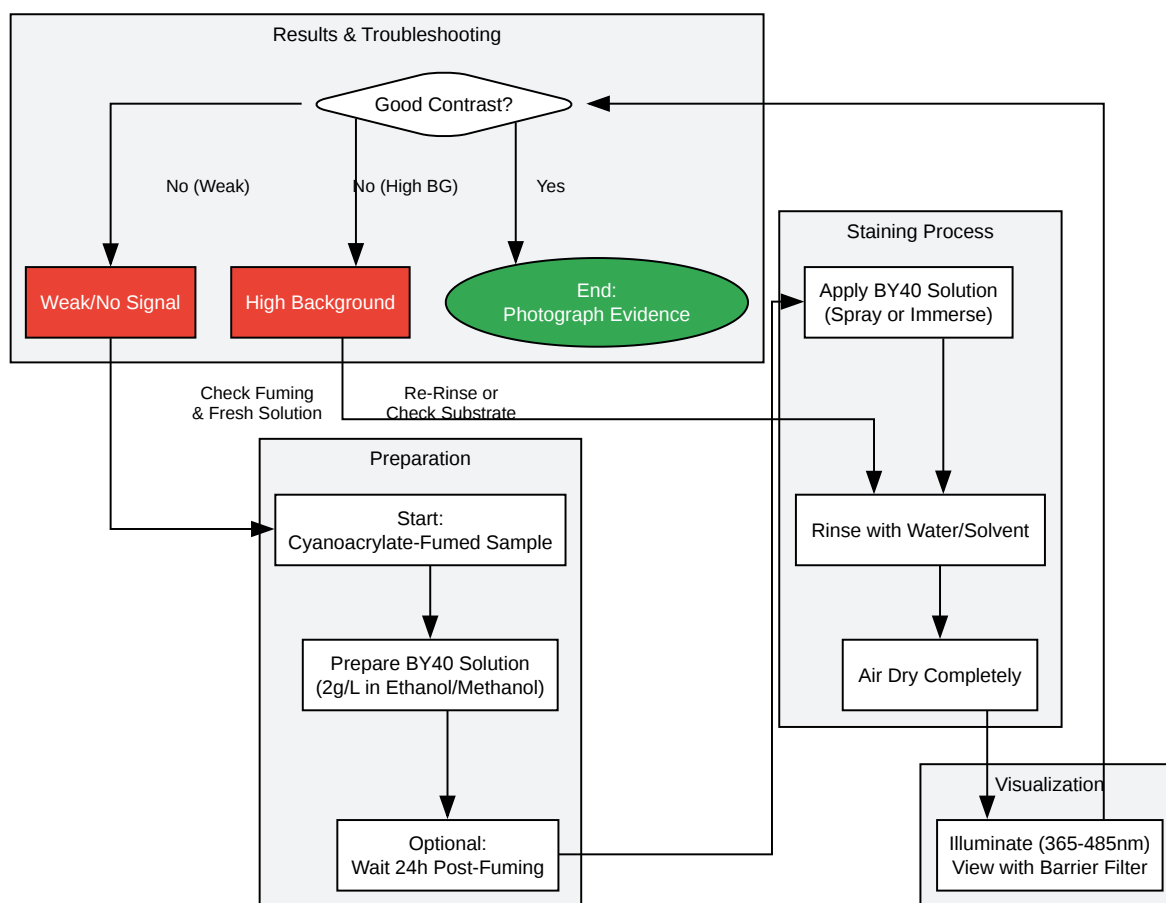 Results & Troubleshooting
Good Contrast?
No (Weak)
No (High BG)
Yes
Weak/No Signal
High Background
End:
Photograph Evidence
Check Fuming
& Fresh Solution
Re-Rinse or
Check Substrate
Staining Process
Apply BY40 Solution
(Spray or Immerse)
Rinse with Water/Solvent
Air Dry Completely
Preparation
Start:
Cyanoacrylate-Fumed Sample
Prepare BY40 Solution
(2g/L in Ethanol/Methanol)
Optional:
Wait 24h Post-Fuming
Visualization
Illuminate (365-485nm)
View with Barrier Filter